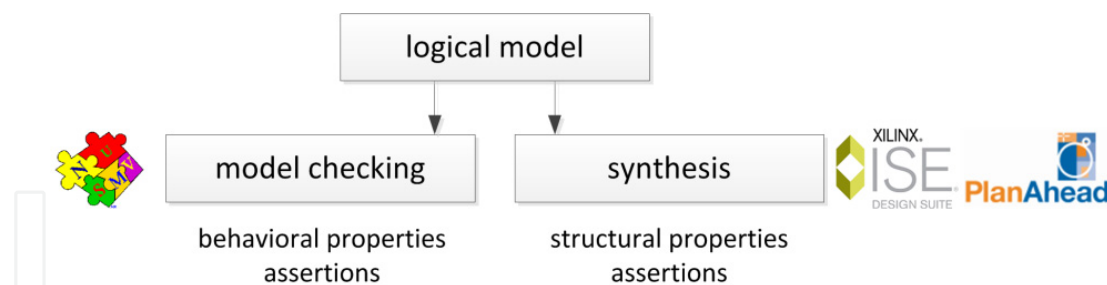 logical model
N U S M V
model checking
synthesis
XILINX®
ISE®
DESIGN SUITE
PlanAhead
behavioral properties
assertions
structural properties
assertions